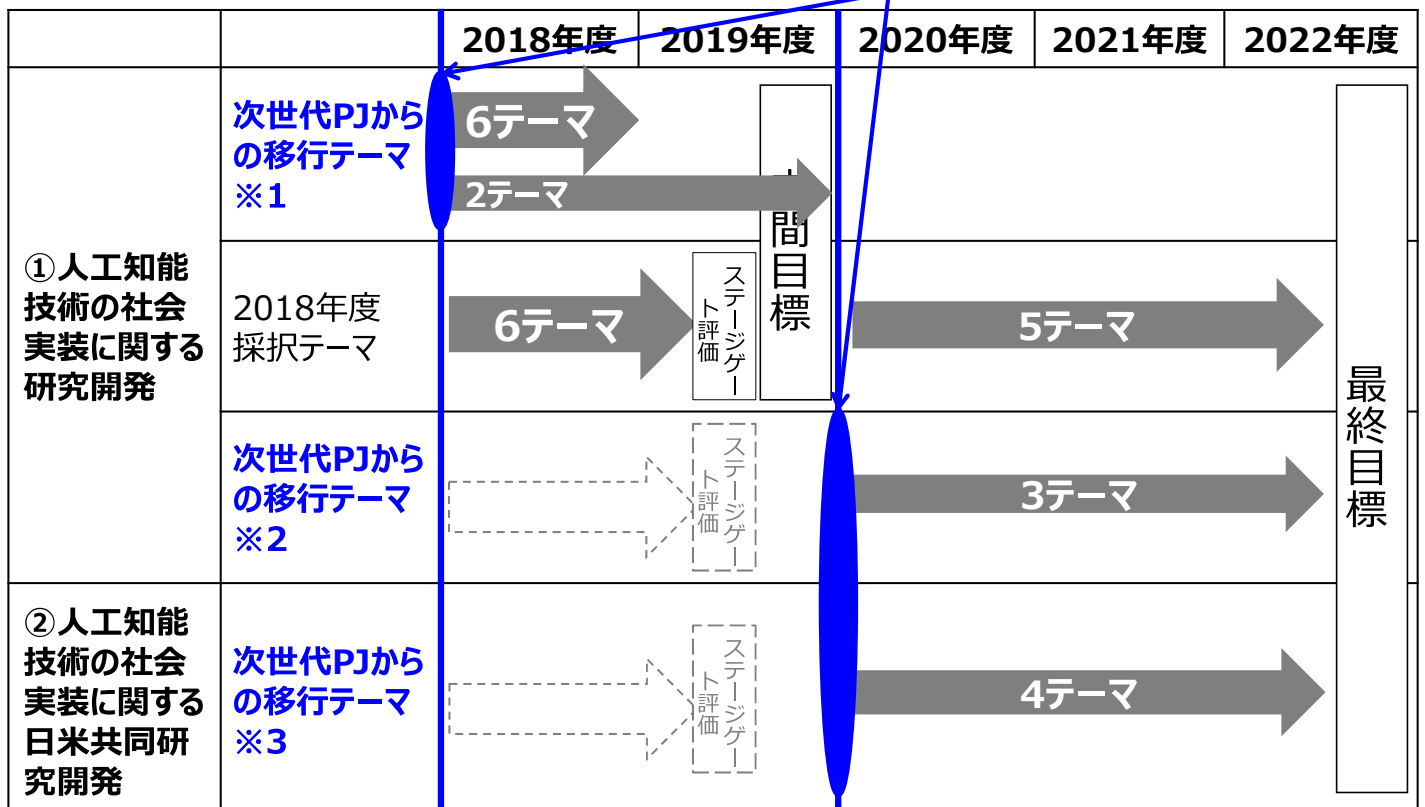 2018年度
2019年度
2020年度
2021年度
2022年度
①人工知能
技術の社会
実装に関する
研究開発
次世代PJから
の移行テーマ
※1
6テーマ
2テーマ
間目標
2018年度
採択テーマ
6テーマ
ステージゲー
ト評価
5テーマ
次世代PJから
の移行テーマ
※2
ステージゲー
ト評価
3テーマ
最終目標
②人工知能
技術の社会
実装に関する
日米共同研
究開発
次世代PJから
の移行テーマ
※3
ステージゲー
ト評価
4テーマ